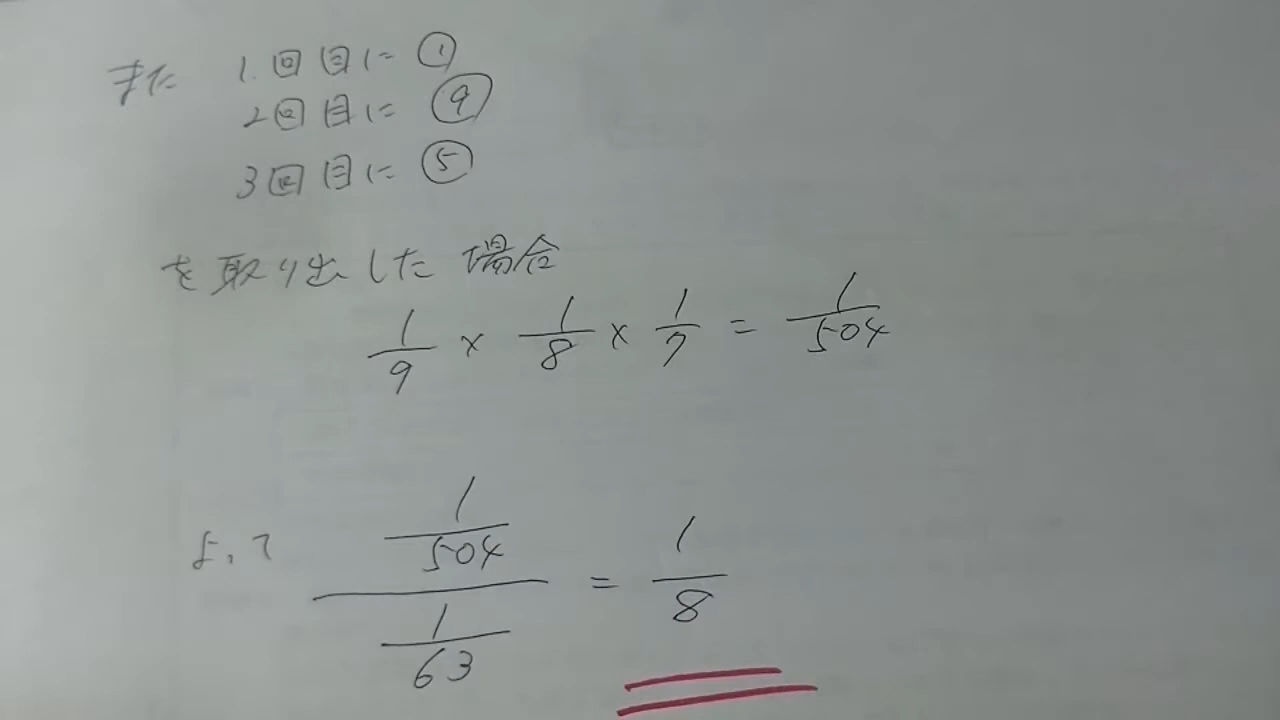 また 1回目に ①
2回目に ⑨
3回目に ⑤
を取り出した場合
1/9 × 1/8 × 1/7 = 1/504
よって (1/504)/(1/63) = 1/8